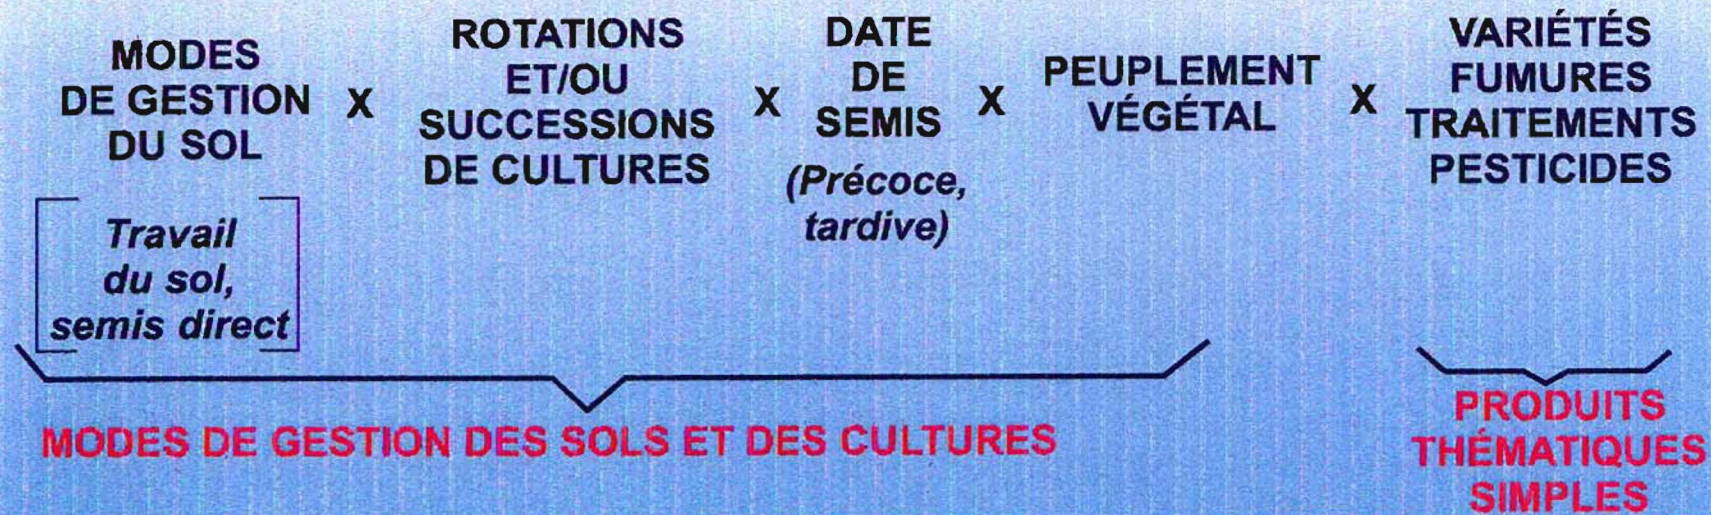 MODES
DE GESTION
DU SOL
X
ROTATIONS
ET/OU
SUCCESSIONS
DE CULTURES
X
DATE
DE
SEMIS
(Précoce,
tardive)
X
PEUPLEMENT
VÉGÉTAL
X
VARIÉTÉS
FUMURES
TRAITEMENTS
PESTICIDES
Travail
du sol,
semis direct
MODES DE GESTION DES SOLS ET DES CULTURES
PRODUITS
THÉMATIQUES
SIMPLES